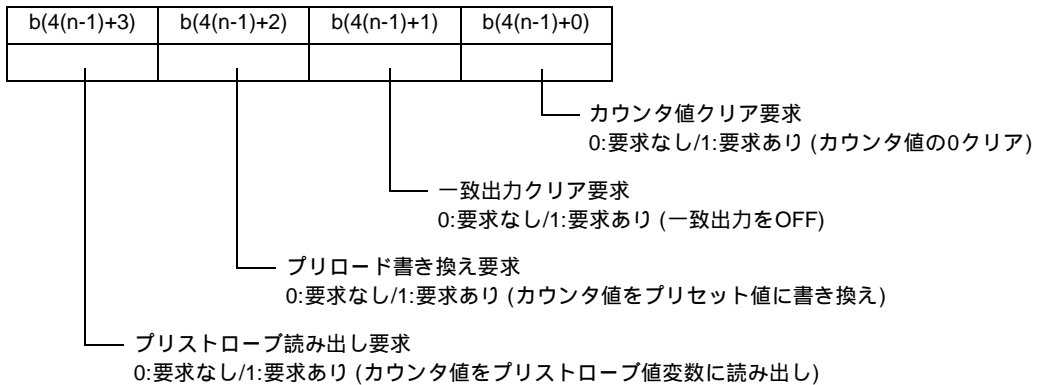 b(4(n-1)+3) b(4(n-1)+2) b(4(n-1)+1) b(4(n-1)+0)
カウンタ値クリア要求
0:要求なし/1:要求あり (カウンタ値の0クリア)
一致出力クリア要求
0:要求なし/1:要求あり (一致出力をOFF)
プリロード書き換え要求
0:要求なし/1:要求あり (カウンタ値をプリセット値に書き換え)
プリストローブ読み出し要求
0:要求なし/1:要求あり (カウンタ値をプリストローブ値変数に読み出し)